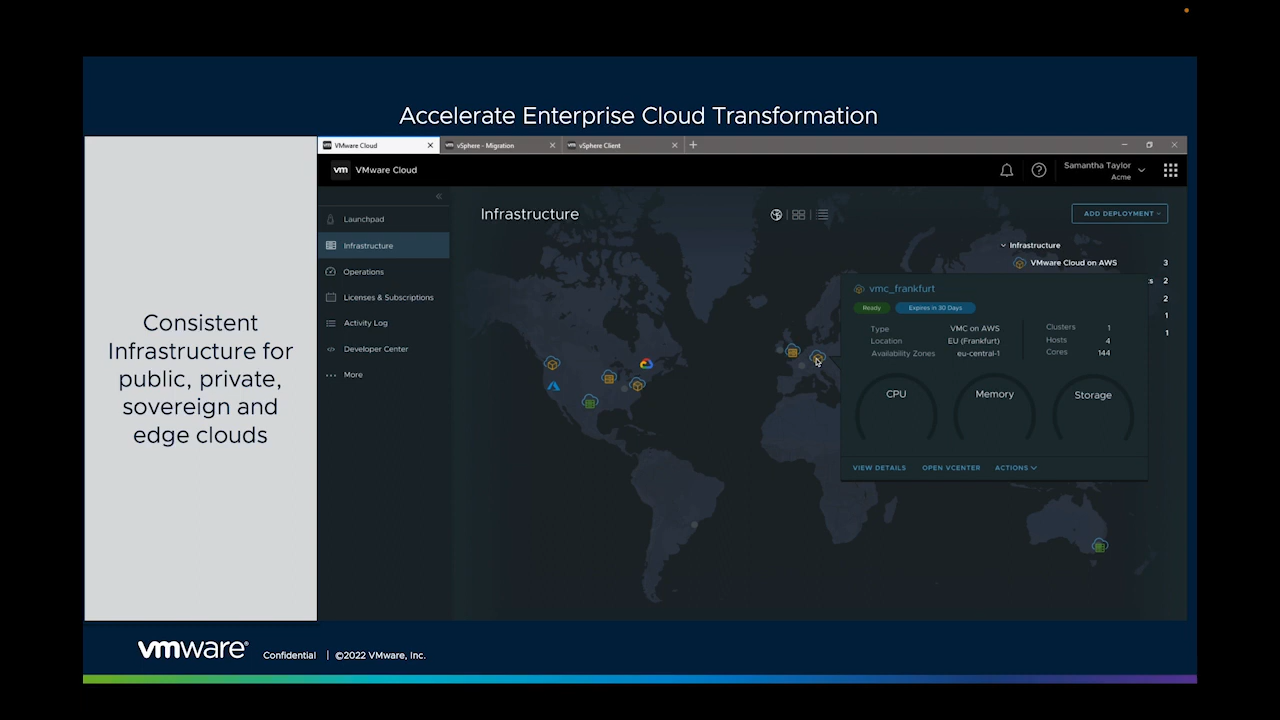 Accelerate Enterprise Cloud Transformation
Consistent
Infrastructure for
public, private,
sovereign and
edge clouds
VMware Cloud
vSphere - Migration
vSphere Client
vm VMware Cloud
Samantha Taylor
Acme
Launchpad
Infrastructure
Operations
Licenses & Subscriptions
Activity Log
Developer Center
More
Infrastructure
ADD DEPLOYMENT
Infrastructure
VMware Cloud on AWS 3
s 2
2
1
1
vmc_frankfurt
Ready Expires in 30 Days
Type VMC on AWS
Location EU (Frankfurt)
Availability Zones eu-central-1
Clusters 1
Hosts 4
Cores 144
CPU Memory Storage
VIEW DETAILS OPEN VCENTER ACTIONS
vmware® Confidential | ©2022 VMware, Inc.